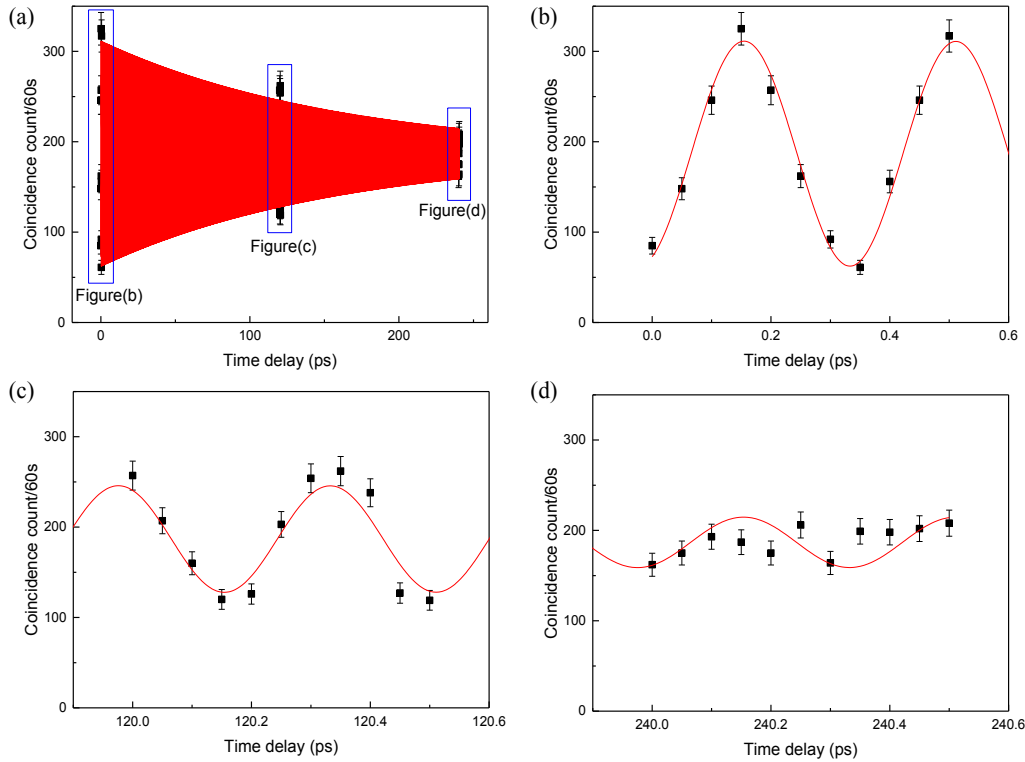 (a)
300
200
100
0
Coincidence count/60s
Figure(b)
Figure(c)
Figure(d)
0
100
200
Time delay (ps)
(b)
300
200
100
0
Coincidence count/60s
0.0
0.2
0.4
0.6
Time delay (ps)
(c)
300
200
100
0
Coincidence count/60s
120.0
120.2
120.4
120.6
Time delay (ps)
(d)
300
200
100
0
Coincidence count/60s
240.0
240.2
240.4
240.6
Time delay (ps)